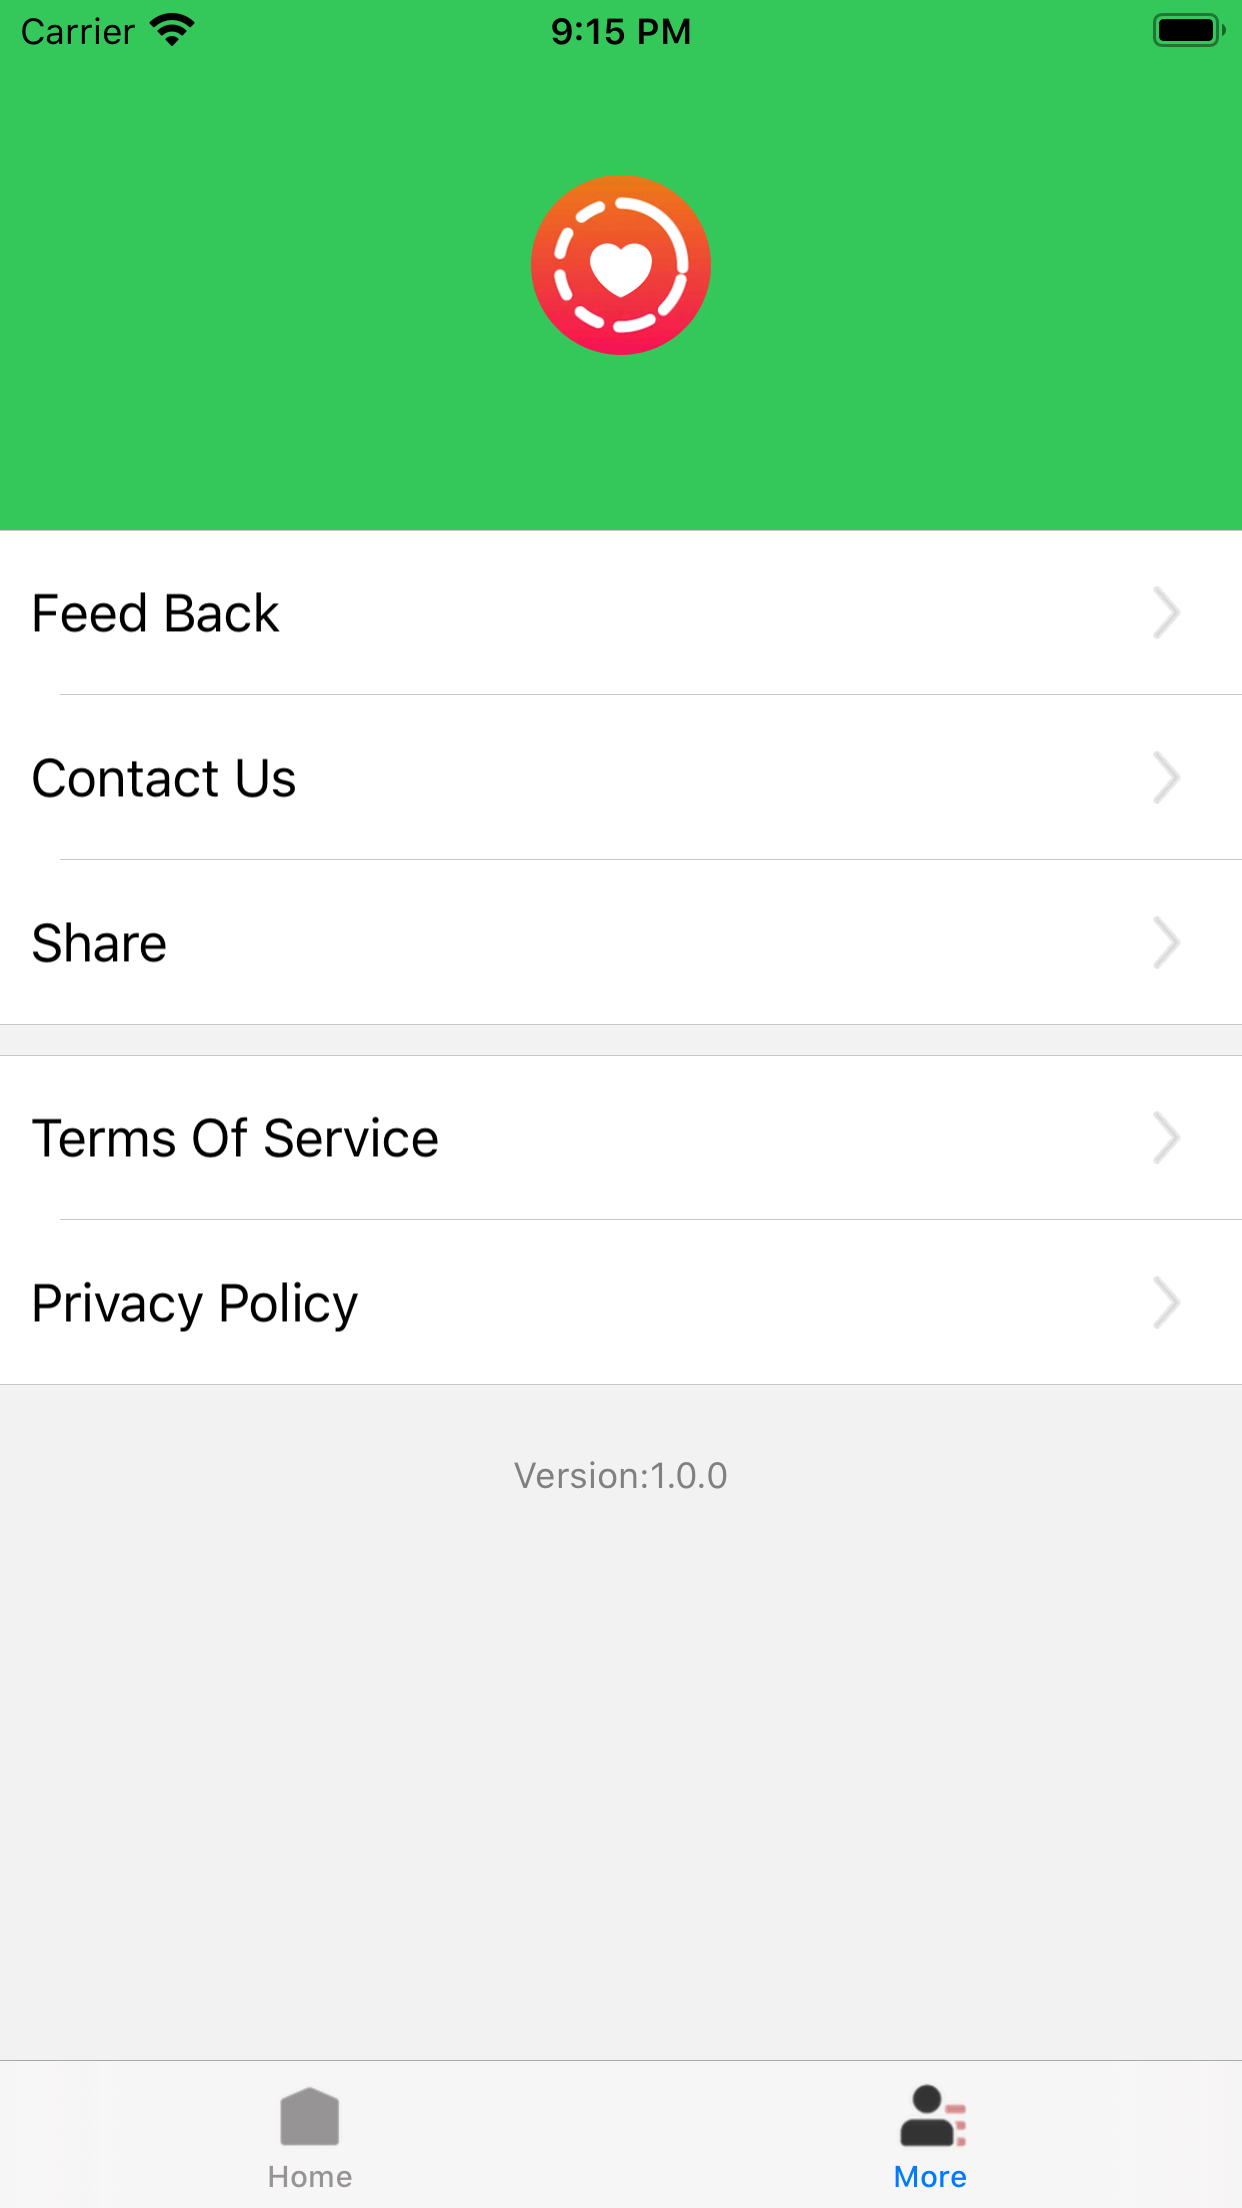 Carrier 9:15 PM
Feed Back
Contact Us
Share
Terms Of Service
Privacy Policy
Version:1.0.0
Home More